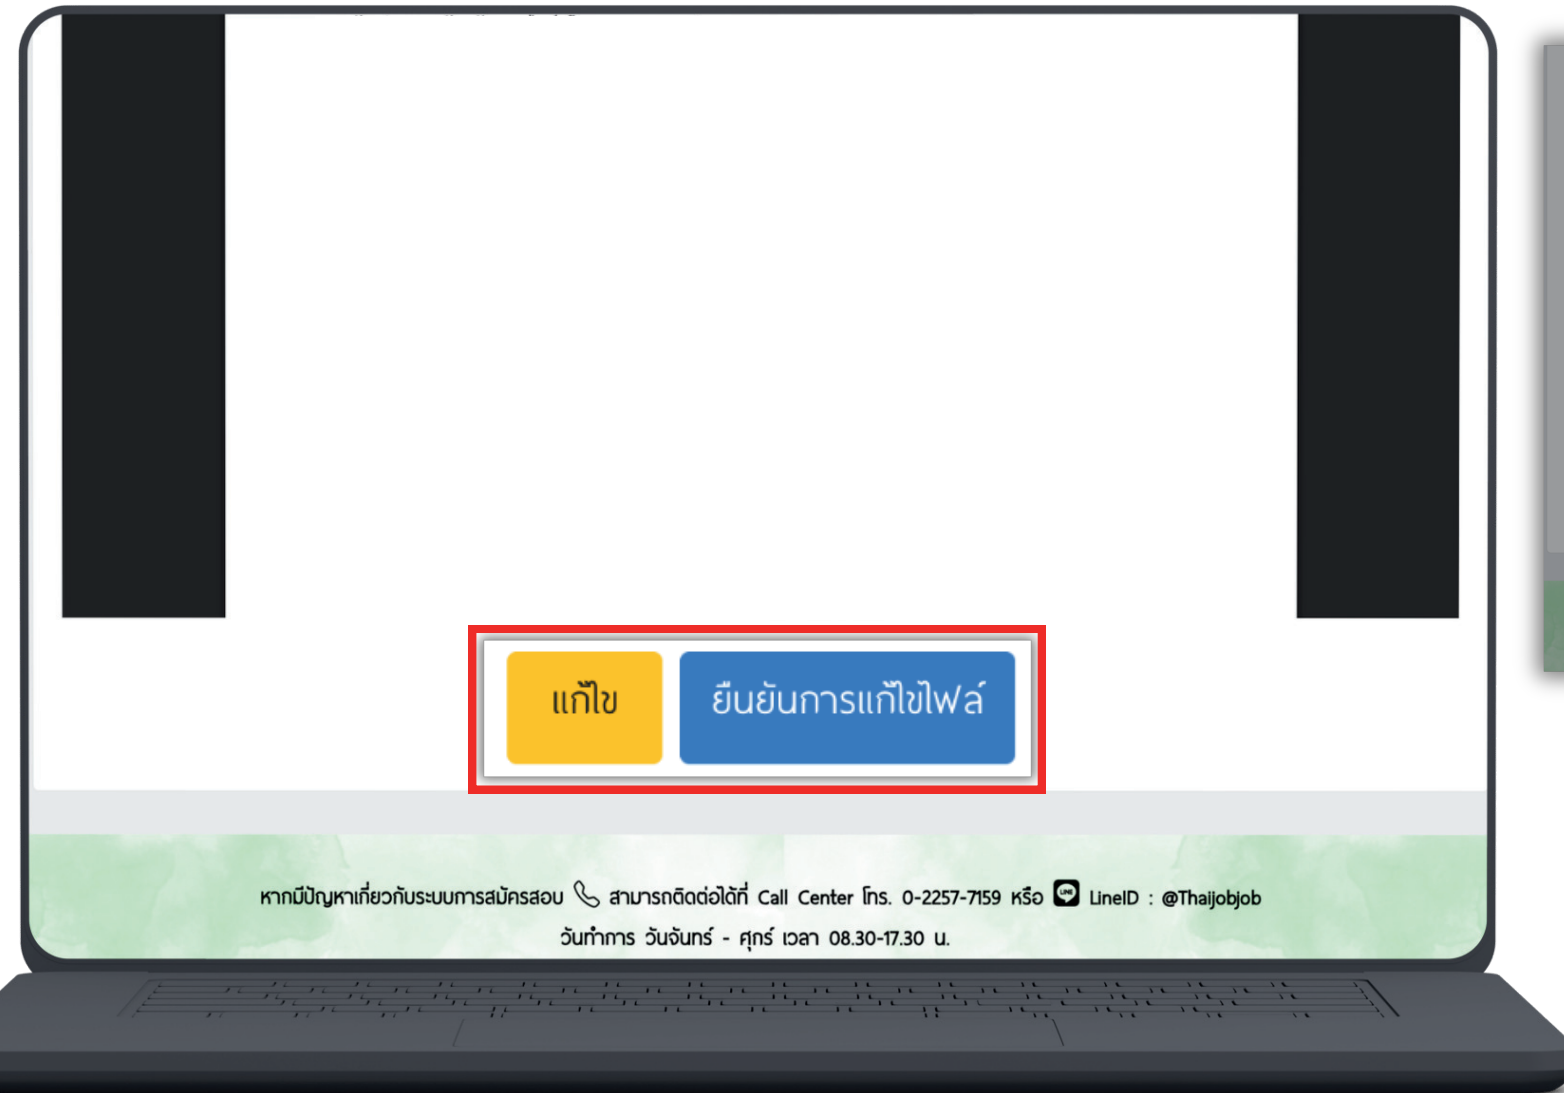 แก้ไข
ยืนยันการแก้ไขไฟล์
หากมีปัญหาเกี่ยวกับระบบการสมัครสอบ สามารถติดต่อได้ที่ Call Center โทร. 0-2257-7159 หรือ LINE LineID : @Thaijobjob
วันทำการ วันจันทร์ - ศุกร์ เวลา 08.30-17.30 น.